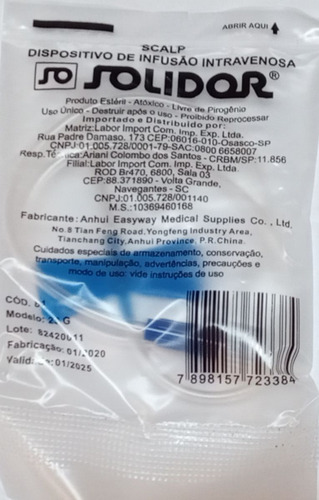 ABRIR AQUI
SCALP
DISPOSITIVO DE INFUSÃO INTRAVENOSA
SO SOLIDOR®
Produto Estéril - Atóxico - Livre de Pirogênio
Uso Único - Destruir após o uso - Proibido Reprocessar
Importado e Distribuído por:
Matriz: Labor Import Com. Imp. Exp. Ltda.
Rua Padre Damaso, 173 CEP:06016-010-Osasco-SP
CNPJ:01.005.728/0001-79-SAC:0800 6658007
Resp.Técnica:Ariani Colombo dos Santos - CRBM/SP:11.856
Filial:Labor Import Com. Imp. Exp. Ltda.
ROD Br470, 6800, Sala 03
CEP:88.371890 - Volta Grande,
Navegantes - SC
CNPJ:01.005.728/001140
M.S.:10369460168
Fabricante: Anhui Easyway Medical Supplies Co., Ltd.
No.8 Tian Feng Road,Yongfeng Industry Area,
Tianchang City,Anhui Province, P.R.China.
Cuidados especiais de armazenamento, conservação,
transporte, manipulação, advertências, precauções e
modo de uso: vide instruções de uso
CÓD.
Modelo: G
Lote: 82420611
Fabricação: 01/2020
Valid: 01/2025
7 898157 723384